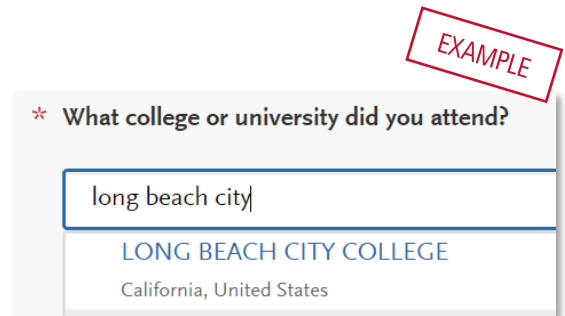 EXAMPLE
* What college or university did you attend?
long beach city
LONG BEACH CITY COLLEGE
California, United States